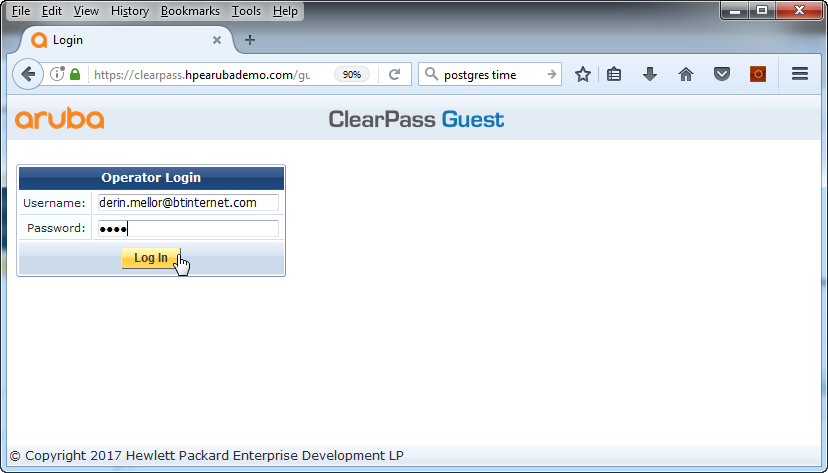 File Edit View History Bookmarks Tools Help
Login
https://clearpass.hpearubademo.com/gu 90% postgres time
aruba ClearPass Guest
Operator Login
Username: derin.mellor@btinternet.com
Password: ••••
Log In
© Copyright 2017 Hewlett Packard Enterprise Development LP